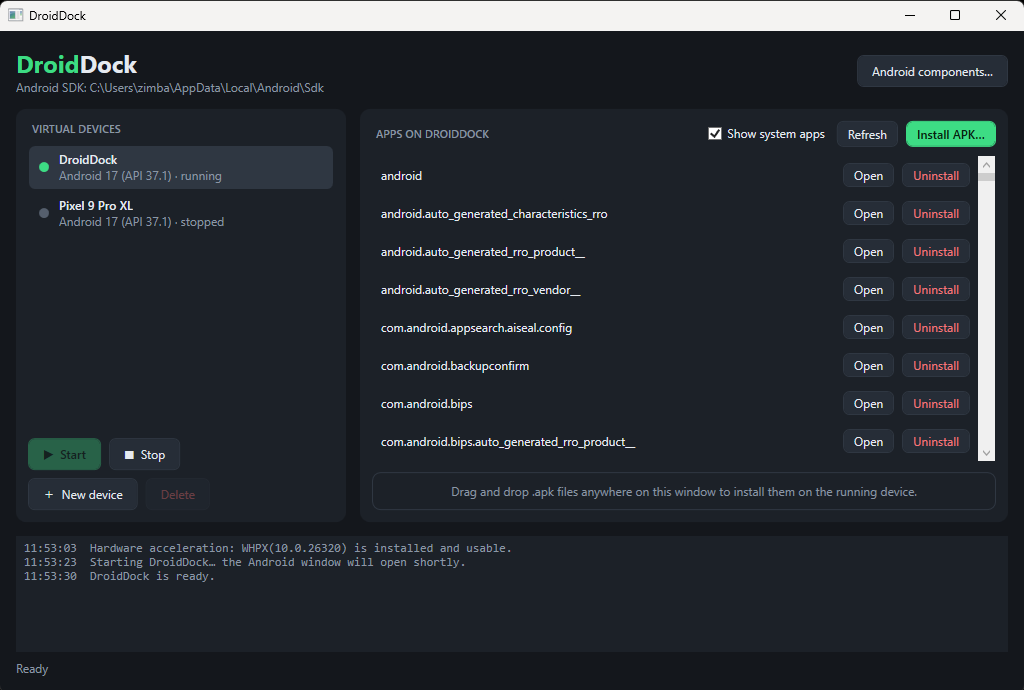 DroidDock
DroidDock
Android SDK: C:\Users\zimba\AppData\Local\Android\Sdk
Android components...
VIRTUAL DEVICES
DroidDock
Android 17 (API 37.1) · running
Pixel 9 Pro XL
Android 17 (API 37.1) · stopped
▶ Start
■ Stop
+ New device
Delete
APPS ON DROIDDOCK
Show system apps
Refresh
Install APK...
android Open Uninstall
android.auto_generated_characteristics_rro Open Uninstall
android.auto_generated_rro_product__ Open Uninstall
android.auto_generated_rro_vendor__ Open Uninstall
com.android.appsearch.aiseal.config Open Uninstall
com.android.backupconfirm Open Uninstall
com.android.bips Open Uninstall
com.android.bips.auto_generated_rro_product__ Open Uninstall
Drag and drop .apk files anywhere on this window to install them on the running device.
11:53:03 Hardware acceleration: WHPX(10.0.26320) is installed and usable.
11:53:23 Starting DroidDock… the Android window will open shortly.
11:53:30 DroidDock is ready.
Ready